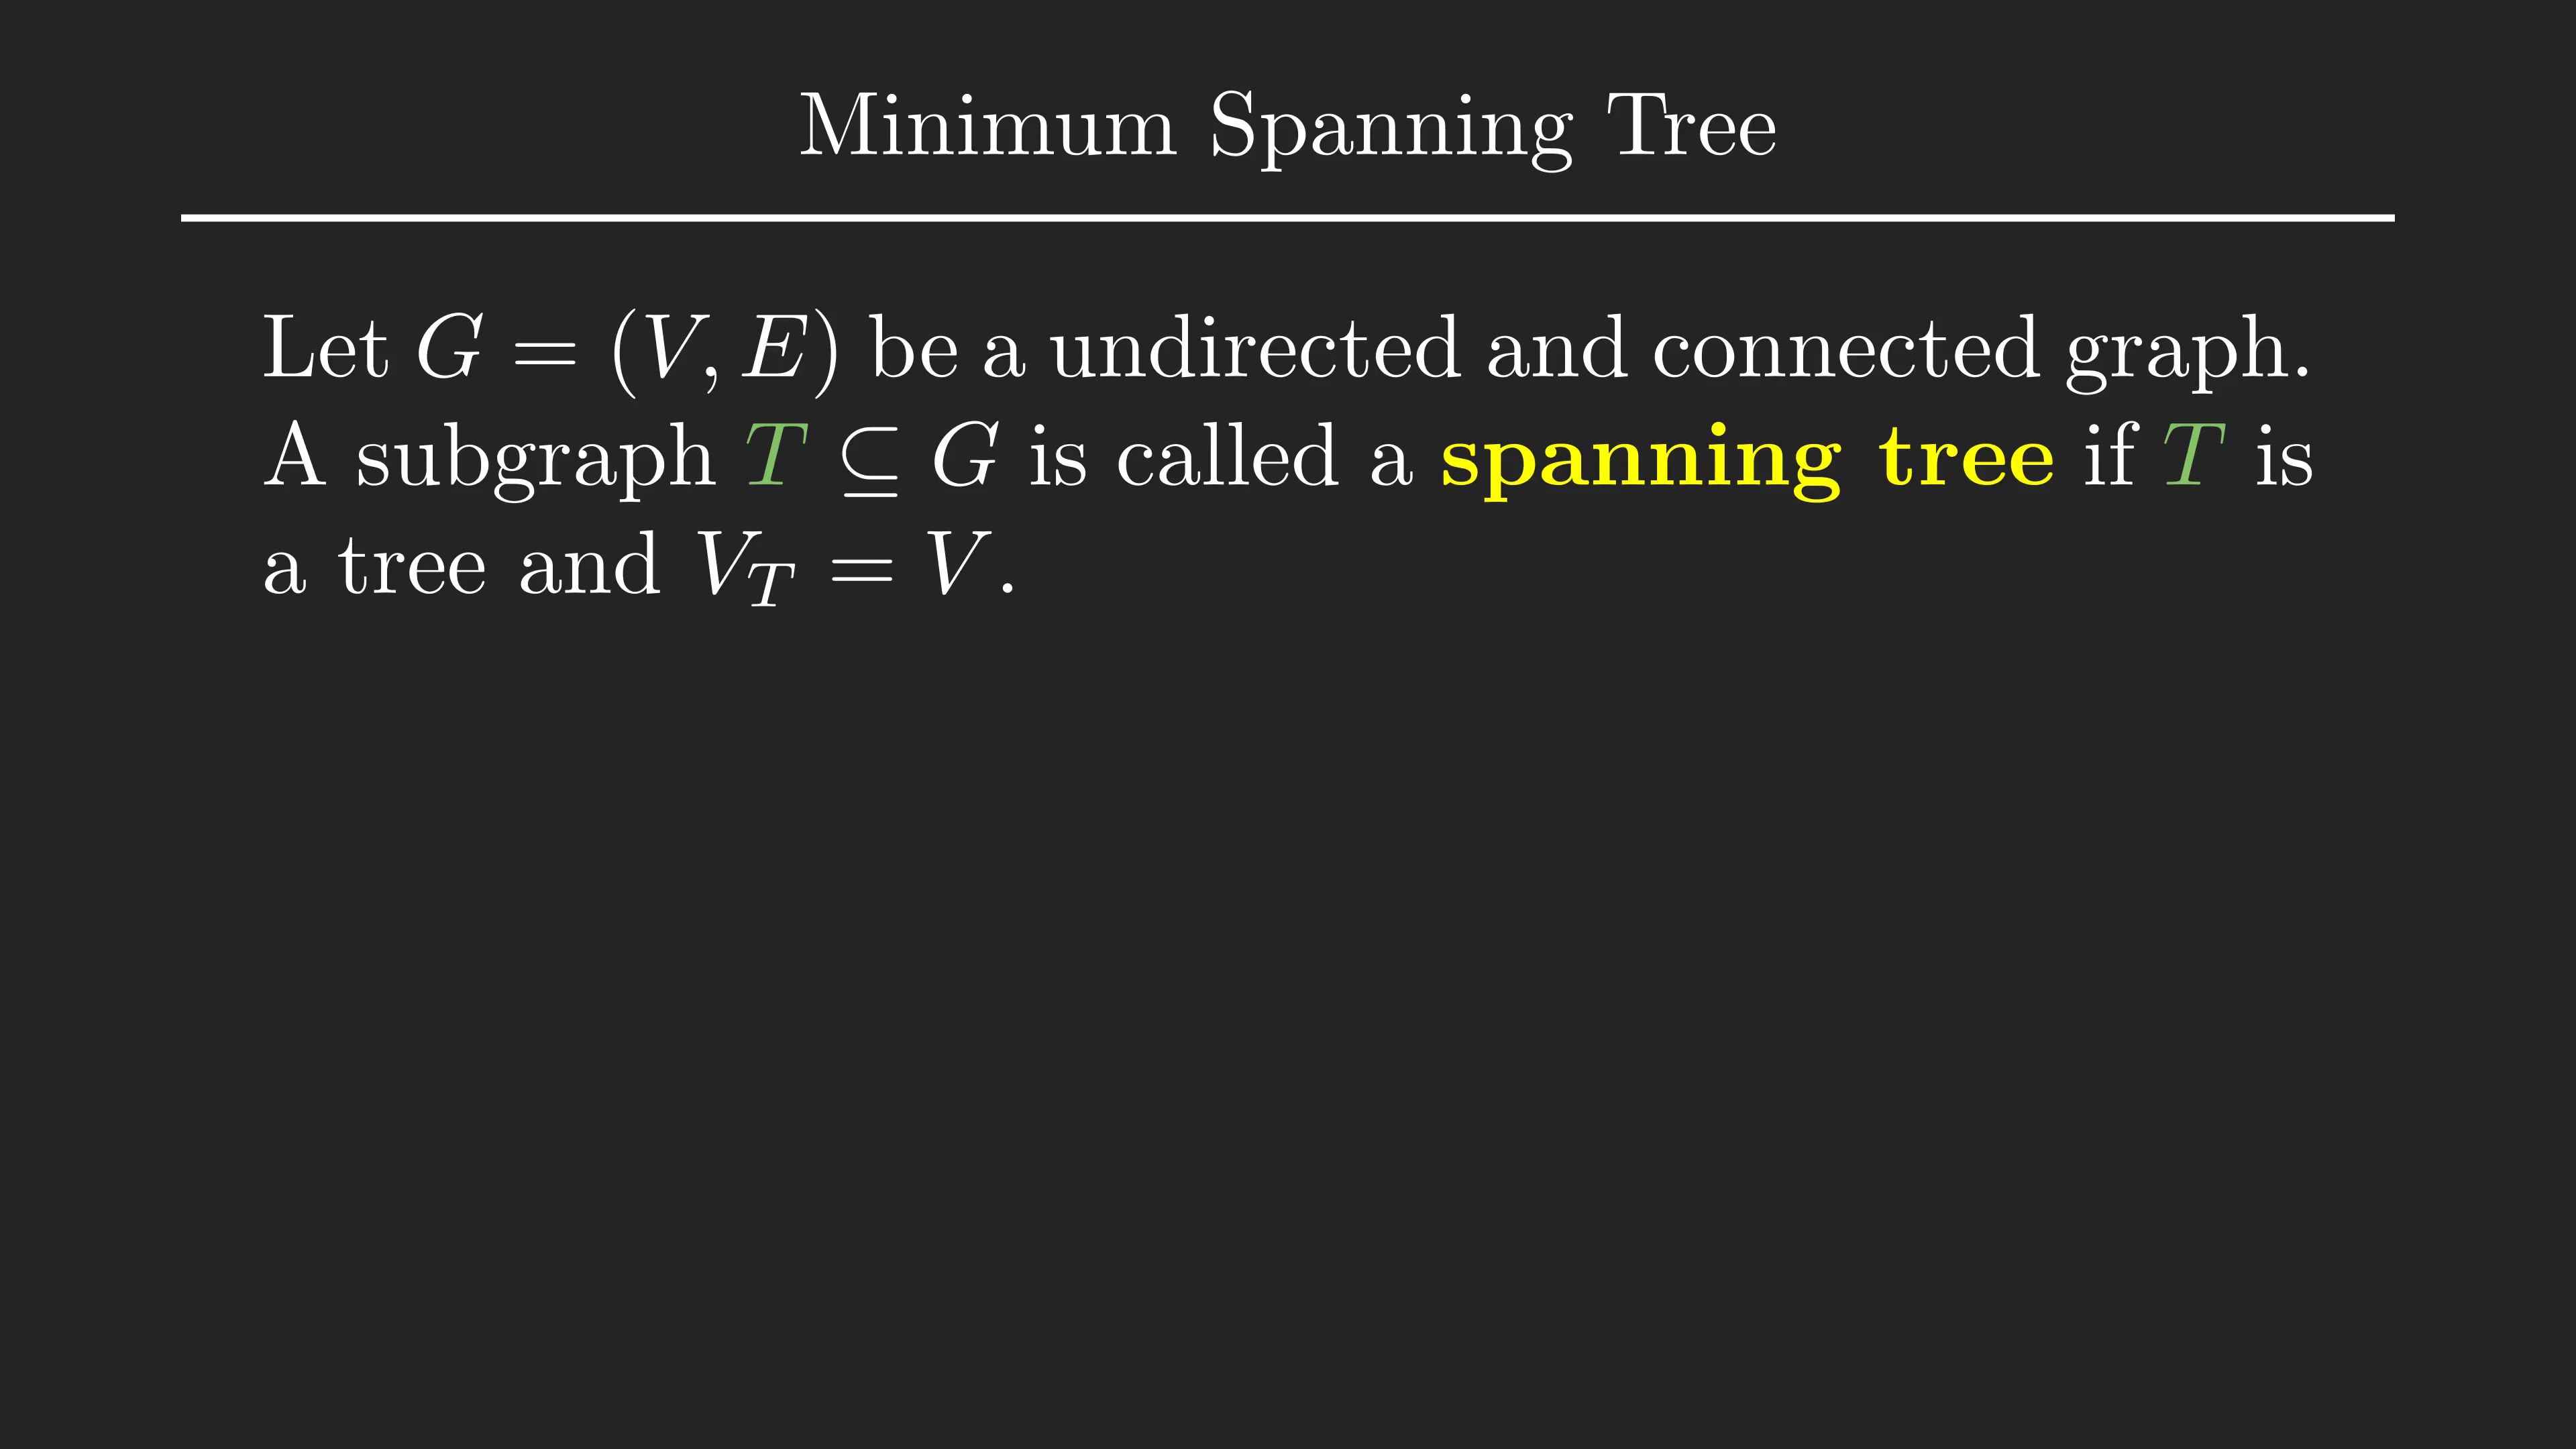 Minimum Spanning Tree
Let G = (V, E) be a undirected and connected graph.
A subgraph T ⊆ G is called a spanning tree if T is
a tree and V_T = V.